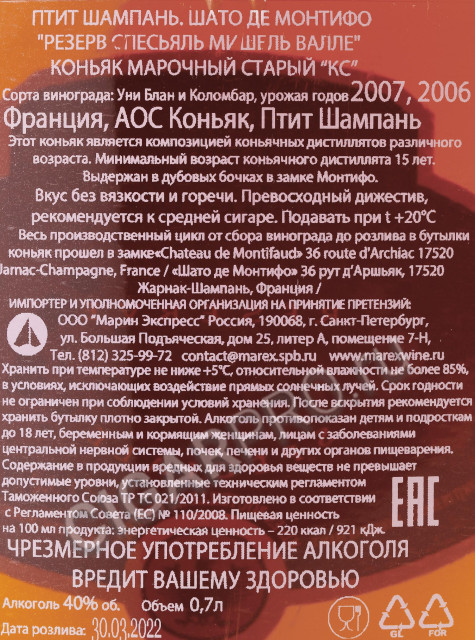 ПТИТ ШАМПАНЬ. ШАТО ДЕ МОНТИФО
"РЕЗЕРВ СПЕСЬЯЛЬ МИШЕЛЬ ВАЛЛЕ"
КОНЬЯК МАРОЧНЫЙ СТАРЫЙ "КС"
Сорта винограда: Уни Блан и Коломбар, урожая годов 2007, 2006
Франция, АОС Коньяк, Птит Шампань
Этот коньяк является композицией коньячных дистиллятов различного
возраста. Минимальный возраст коньячного дистиллята 15 лет.
Выдержан в дубовых бочках в замке Монтифо.
Вкус без вязкости и горечи. Превосходный дижестив,
рекомендуется к средней сигаре. Подавать при t +20°C
Весь производственный цикл от сбора винограда до розлива в бутылки
коньяк прошел в замке«Chateau de Montifaud» 36 route d'Archiac 17520
Jarnac-Champagne, France / «Шато де Монтифо» 36 рут д'Аршьяк, 17520
Жарнак-Шампань, Франция /
ИМПОРТЕР И УПОЛНОМОЧЕННАЯ ОРГАНИЗАЦИЯ НА ПРИНЯТИЕ ПРЕТЕНЗИЙ:
ООО "Марин Экспресс" Россия, 190068, г. Санкт-Петербург,
ул. Большая Подъяческая, дом 25, литер А, помещение 7-Н,
Тел. (812) 325-99-72 contact@marex.spb.ru www.marexwine.ru
Хранить при температуре не ниже +5°C, относительной влажности не более 85%,
в условиях, исключающих воздействие прямых солнечных лучей. Срок годности
не ограничен при соблюдении условий хранения. После вскрытия рекомендуется
хранить бутылку плотно закрытой. Алкоголь противопоказан детям и подросткам
до 18 лет, беременным и кормящим женщинам, лицам с заболеваниями
центральной нервной системы, почек, печени и других органов пищеварения.
Содержание в продукции вредных для здоровья веществ не превышает
допустимые уровни, установленные техническим регламентом
Таможенного Союза ТР ТС 021/2011. Изготовлено в соответствии
с Регламентом Совета (ЕС) № 110/2008. Пищевая ценность
на 100 мл продукта: энергетическая ценность – 220 ккал / 921 кДж.
EAC
ЧРЕЗМЕРНОЕ УПОТРЕБЛЕНИЕ АЛКОГОЛЯ
ВРЕДИТ ВАШЕМУ ЗДОРОВЬЮ
Алкоголь 40% об. Объем 0,7л
Дата розлива: 30.03.2022
GL FOR